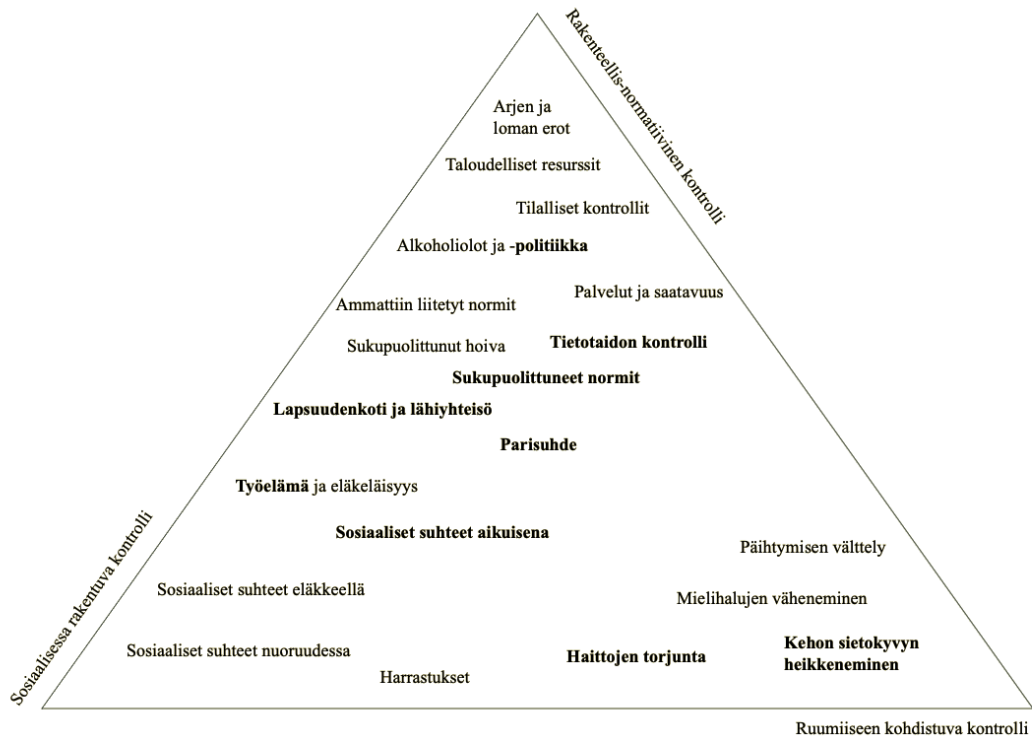 Rakenteellis-normatiivinen kontrolli
Arjen ja
loman erot
Taloudelliset resurssit
Tilalliset kontrollit
Alkoholiolot ja -politiikka
Palvelut ja saatavuus
Ammattiin liitetyt normit
Tietotaidon kontrolli
Sukupuolittunut hoiva
Sukupuolittuneet normit
Lapsuudenkoti ja lähiyhteisö
Parisuhde
Työelämä ja eläkeläisyys
Sosiaaliset suhteet aikuisena
Sosiaalisessa rakentuva kontrolli
Päihtymisen välttely
Sosiaaliset suhteet eläkkeellä
Mielihalujen väheneminen
Sosiaaliset suhteet nuoruudessa
Haittojen torjunta
Kehon sietokyvyn
heikkeneminen
Harrastukset
Ruumiiseen kohdistuva kontrolli